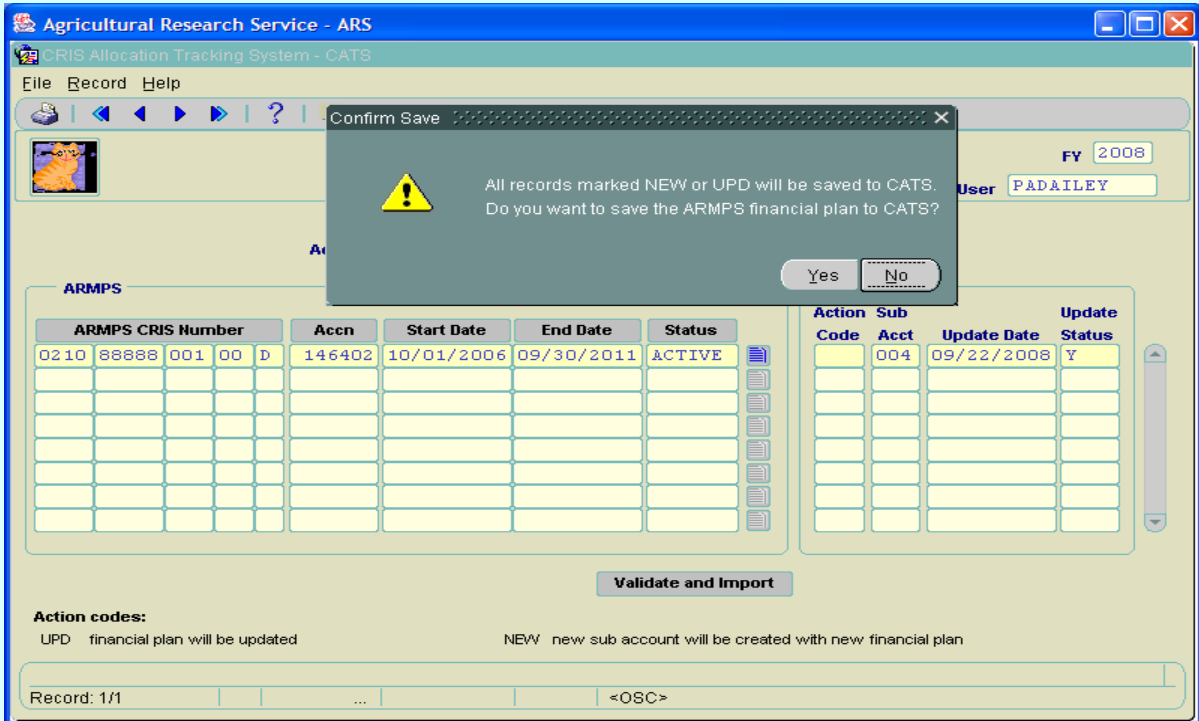 Agricultural Research Service - ARS
CRIS Allocation Tracking System - CATS
File Record Help
?
Confirm Save
All records marked NEW or UPD will be saved to CATS.
Do you want to save the ARMPS financial plan to CATS?
Yes No
FY 2008
User PADAILEY
ARMPS
ARMPS CRIS Number Accn Start Date End Date Status Action Code Sub Acct Update Date Update Status
0210 88888 001 00 D 146402 10/01/2006 09/30/2011 ACTIVE 004 09/22/2008 Y
Validate and Import
Action codes:
UPD financial plan will be updated NEW new sub account will be created with new financial plan
Record: 1/1 ... <OSC>